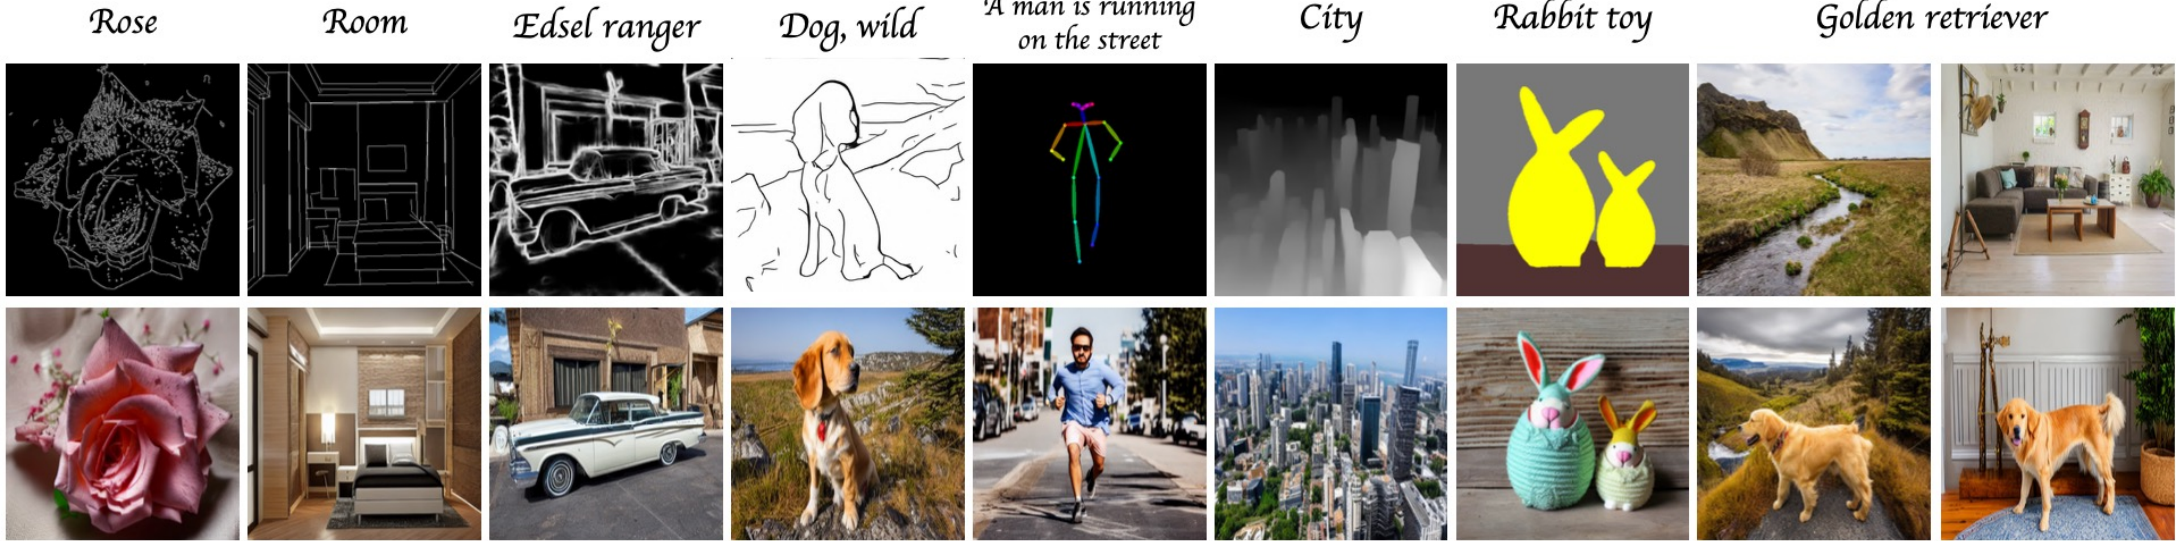 Rose
Room
Edsel ranger
Dog, wild
A man is running
on the street
City
Rabbit toy
Golden retriever